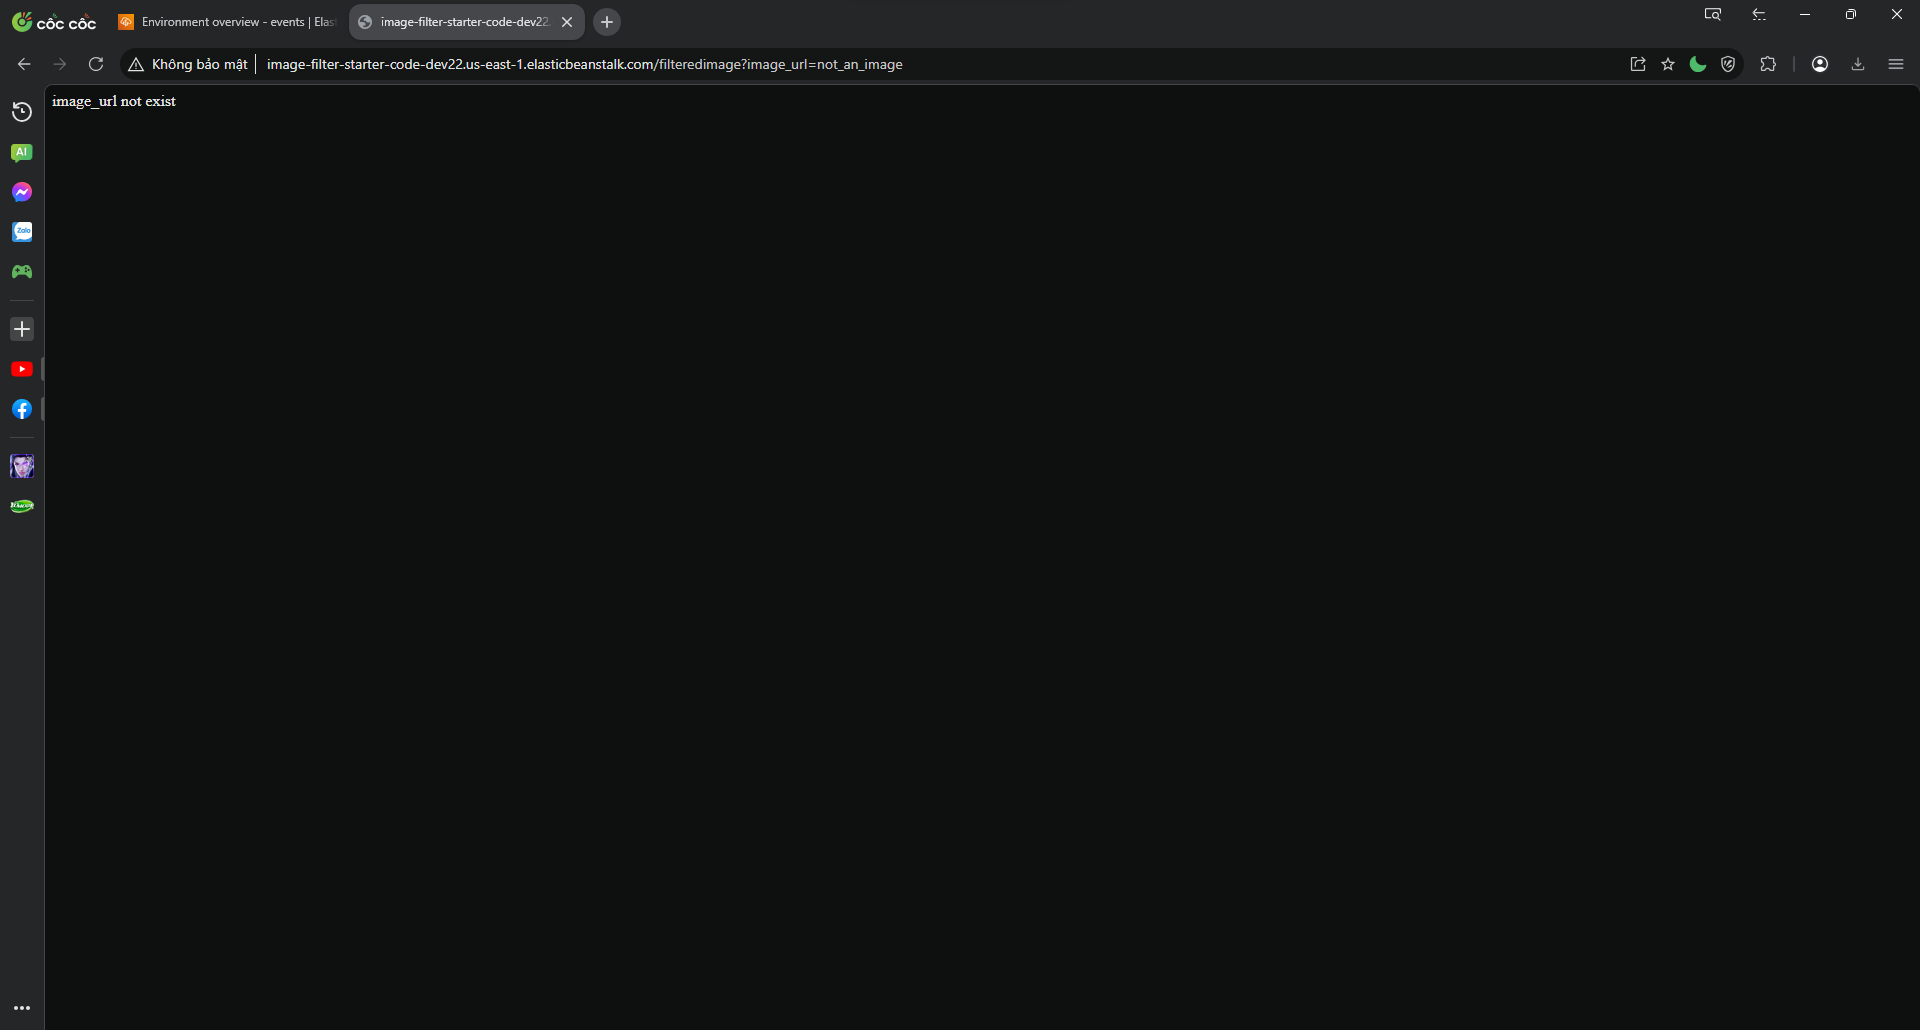 cốc cốc
Environment overview - events | Elas
image-filter-starter-code-dev22.
Không bảo mật
image-filter-starter-code-dev22.us-east-1.elasticbeanstalk.com/filteredimage?image_url=not_an_image
image_url not exist
AI
Zalo